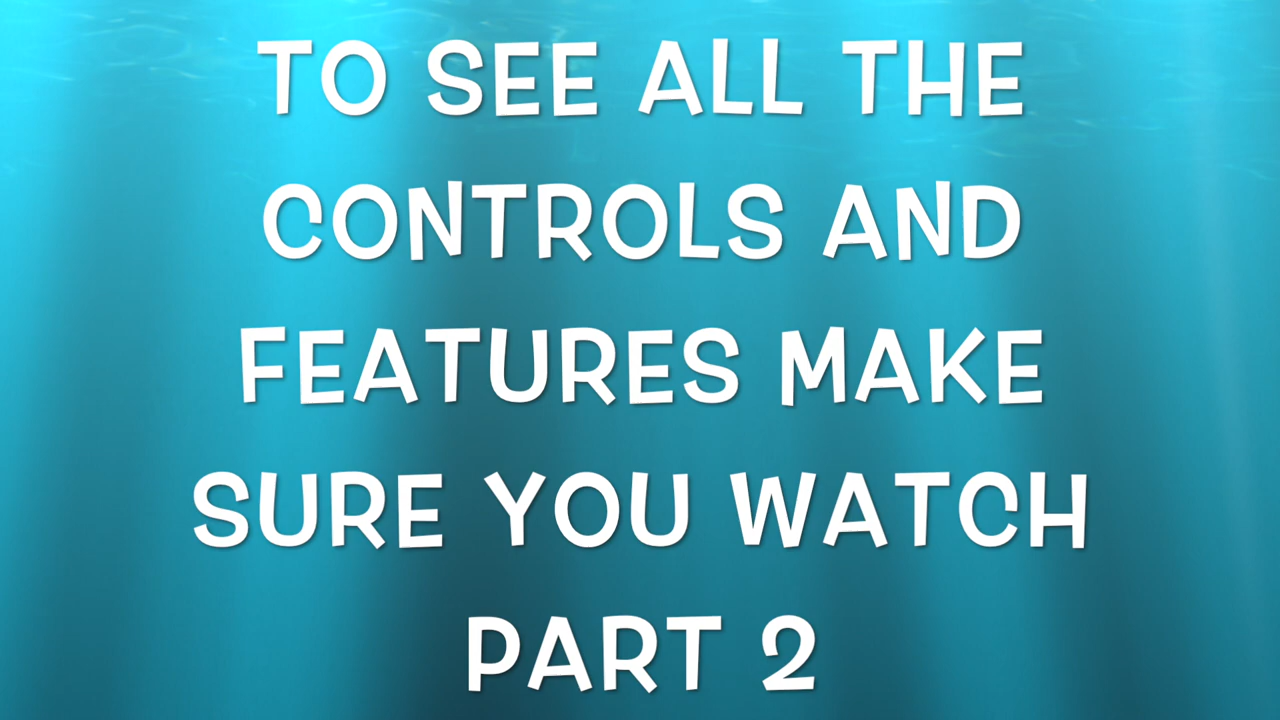 TO SEE ALL THE
CONTROLS AND
FEATURES MAKE
SURE YOU WATCH
PART 2